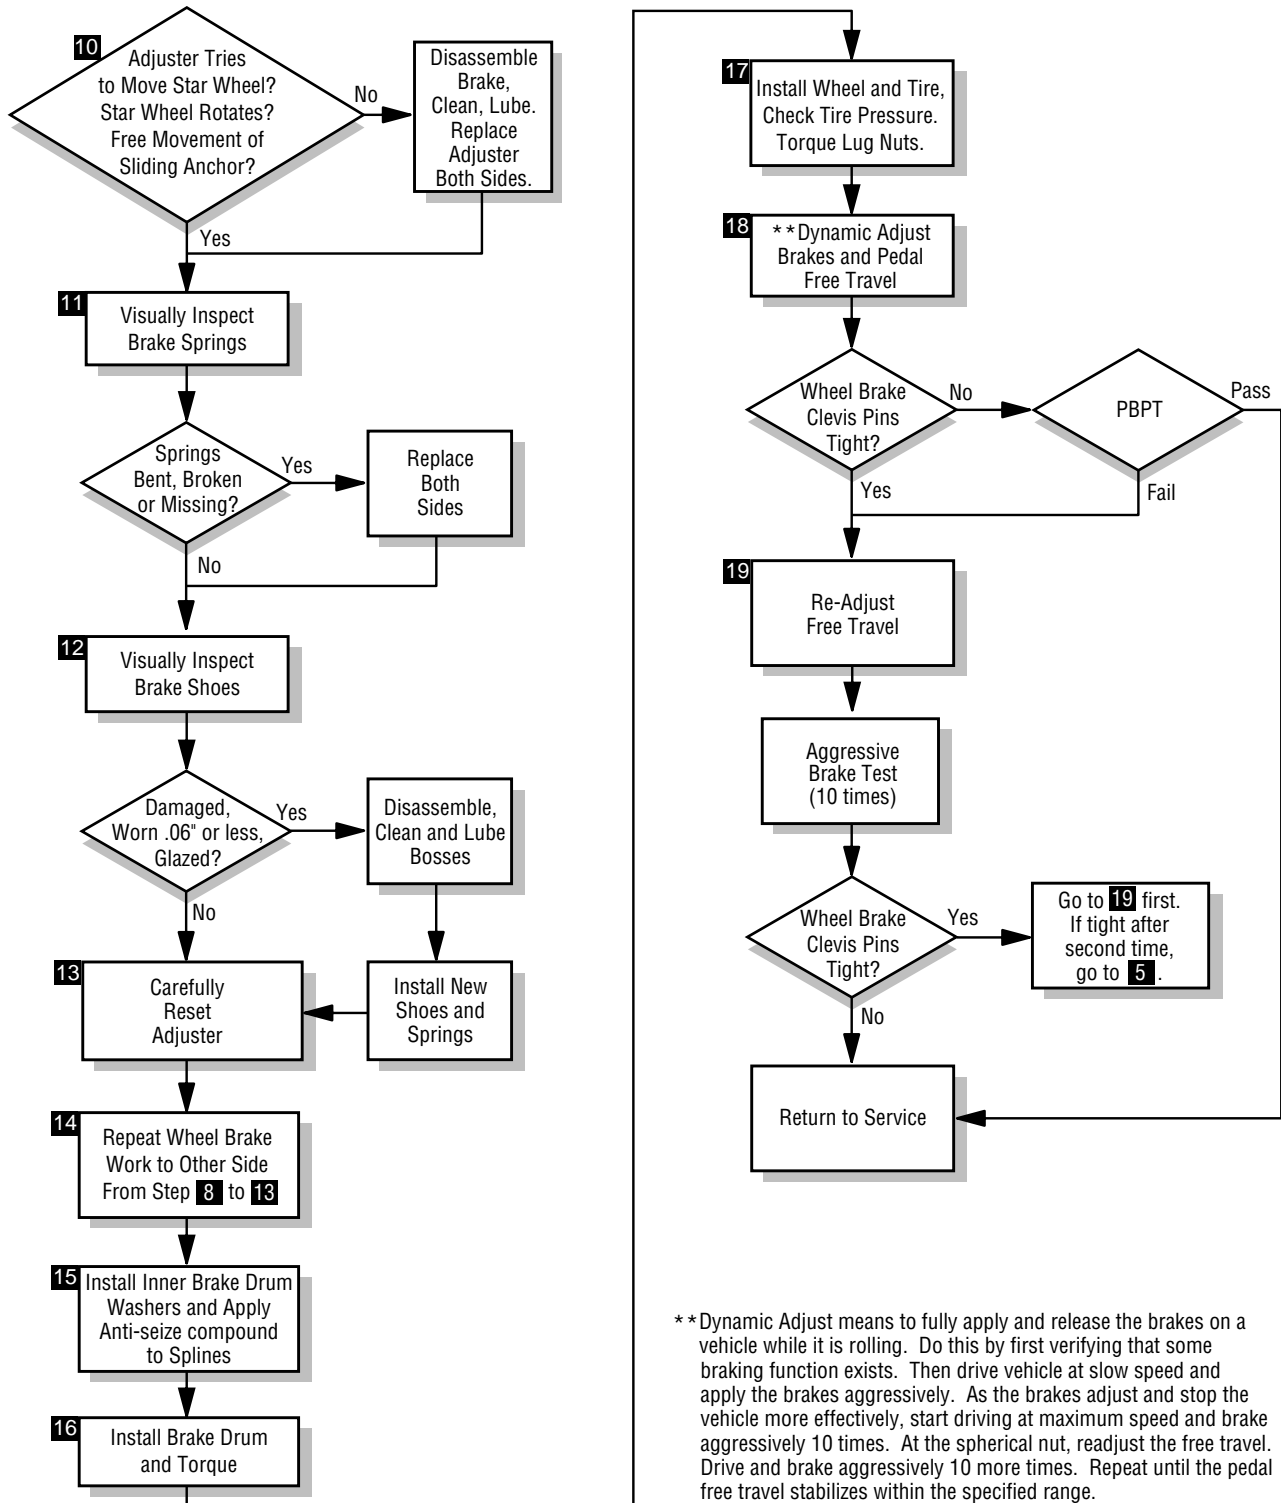 10
Adjuster Tries
to Move Star Wheel?
Star Wheel Rotates?
Free Movement of
Sliding Anchor?
No
Disassemble
Brake,
Clean, Lube.
Replace
Adjuster
Both Sides.
Yes
11
Visually Inspect
Brake Springs
Springs
Bent, Broken
or Missing?
Yes
Replace
Both
Sides
No
12
Visually Inspect
Brake Shoes
Damaged,
Worn .06" or less,
Glazed?
Yes
Disassemble,
Clean and Lube
Bosses
No
13
Carefully
Reset
Adjuster
Install New
Shoes and
Springs
14
Repeat Wheel Brake
Work to Other Side
From Step 8 to 13
15
Install Inner Brake Drum
Washers and Apply
Anti-seize compound
to Splines
16
Install Brake Drum
and Torque
17
Install Wheel and Tire,
Check Tire Pressure.
Torque Lug Nuts.
18
**Dynamic Adjust
Brakes and Pedal
Free Travel
Wheel Brake
Clevis Pins
Tight?
No
PBPT
Pass
Yes
Fail
19
Re-Adjust
Free Travel
Aggressive
Brake Test
(10 times)
Wheel Brake
Clevis Pins
Tight?
Yes
Go to 19 first.
If tight after
second time,
go to 5 .
No
Return to Service
**Dynamic Adjust means to fully apply and release the brakes on a
vehicle while it is rolling. Do this by first verifying that some
braking function exists. Then drive vehicle at slow speed and
apply the brakes aggressively. As the brakes adjust and stop the
vehicle more effectively, start driving at maximum speed and brake
aggressively 10 times. At the spherical nut, readjust the free travel.
Drive and brake aggressively 10 more times. Repeat until the pedal
free travel stabilizes within the specified range.